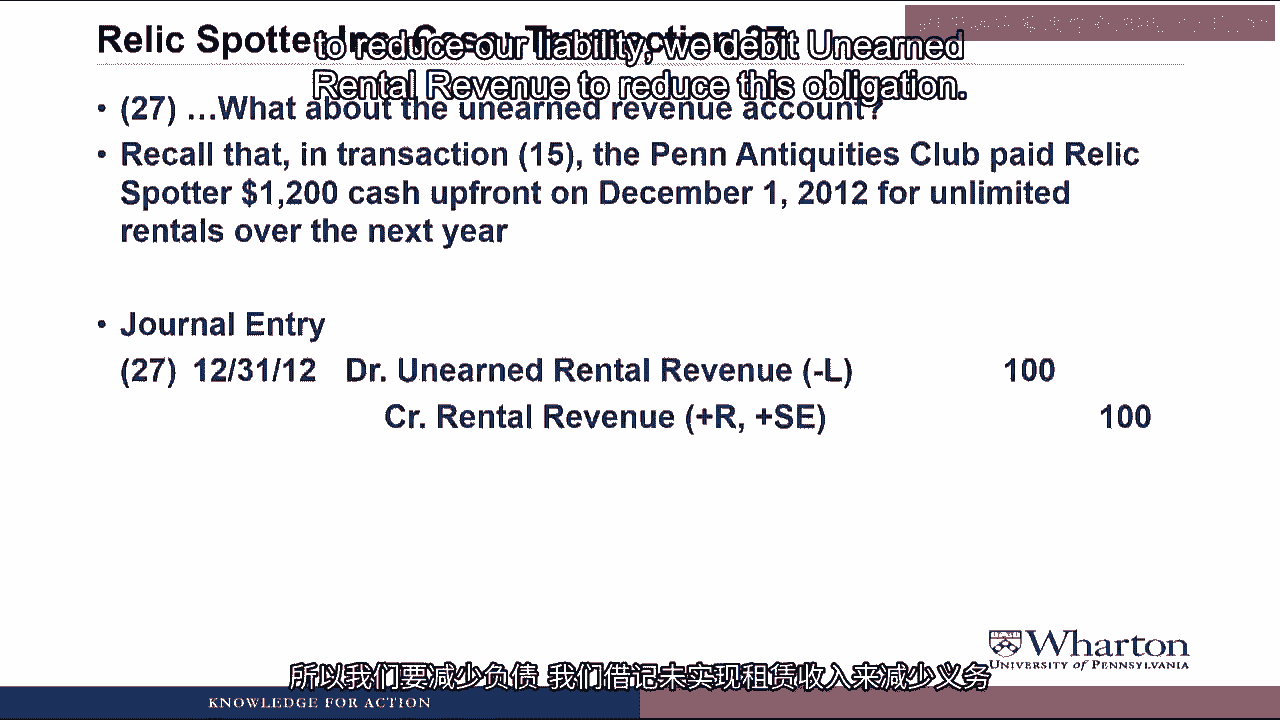 Relic Spotter Inc. Case: Transaction 27
to reduce our liability, we debit Unearned
Rental Revenue to reduce this obligation.
• (27) …What about the unearned revenue account?
• Recall that, in transaction (15), the Penn Antiquities Club paid Relic
Spotter $1,200 cash upfront on December 1, 2012 for unlimited
rentals over the next year
• Journal Entry
(27) 12/31/12 Dr. Unearned Rental Revenue (-L) 100
Cr. Rental Revenue (+R, +SE) 100
Wharton
UNIVERSITY of PENNSYLVANIA
所以我们要减少负债 我们借记未实现租赁收入来减少义务
KNOWLEDGE FOR ACTION